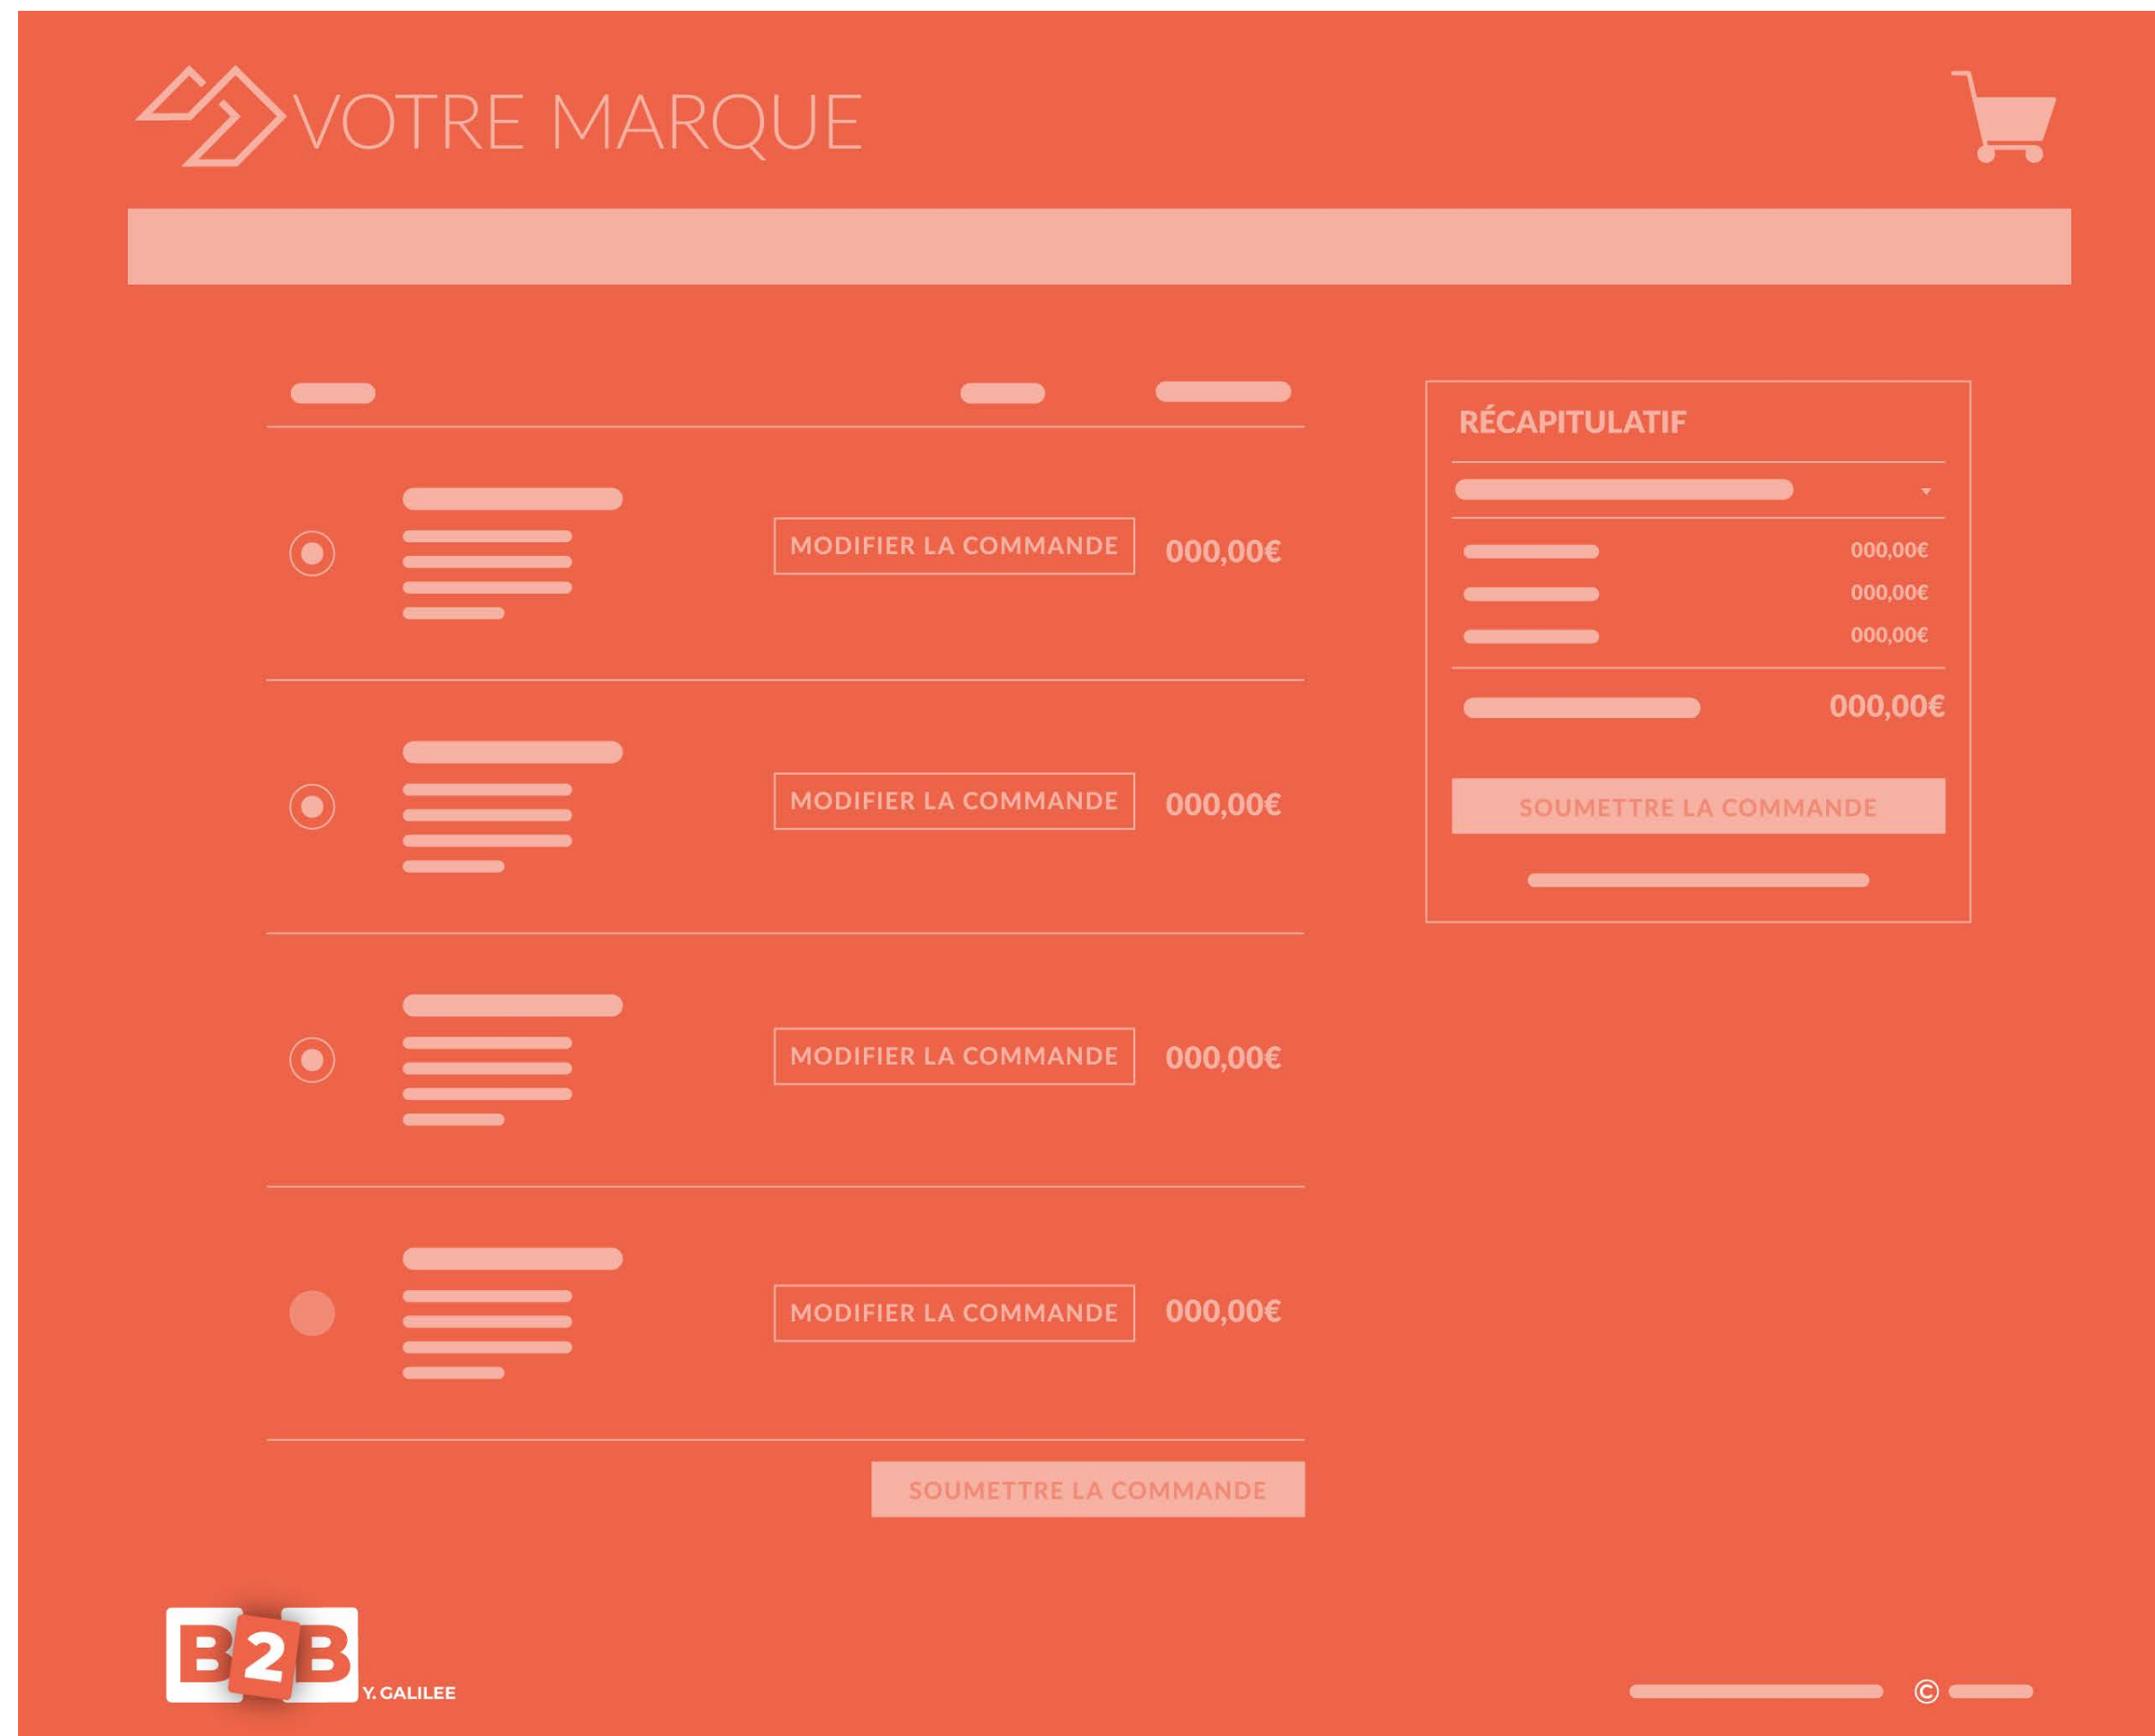 VOTRE MARQUE
MODIFIER LA COMMANDE 000,00€
MODIFIER LA COMMANDE 000,00€
MODIFIER LA COMMANDE 000,00€
MODIFIER LA COMMANDE 000,00€
SOUMETTRE LA COMMANDE
RÉCAPITULATIF
000,00€
000,00€
000,00€
000,00€
SOUMETTRE LA COMMANDE
B2B
Y. GALILEE
©